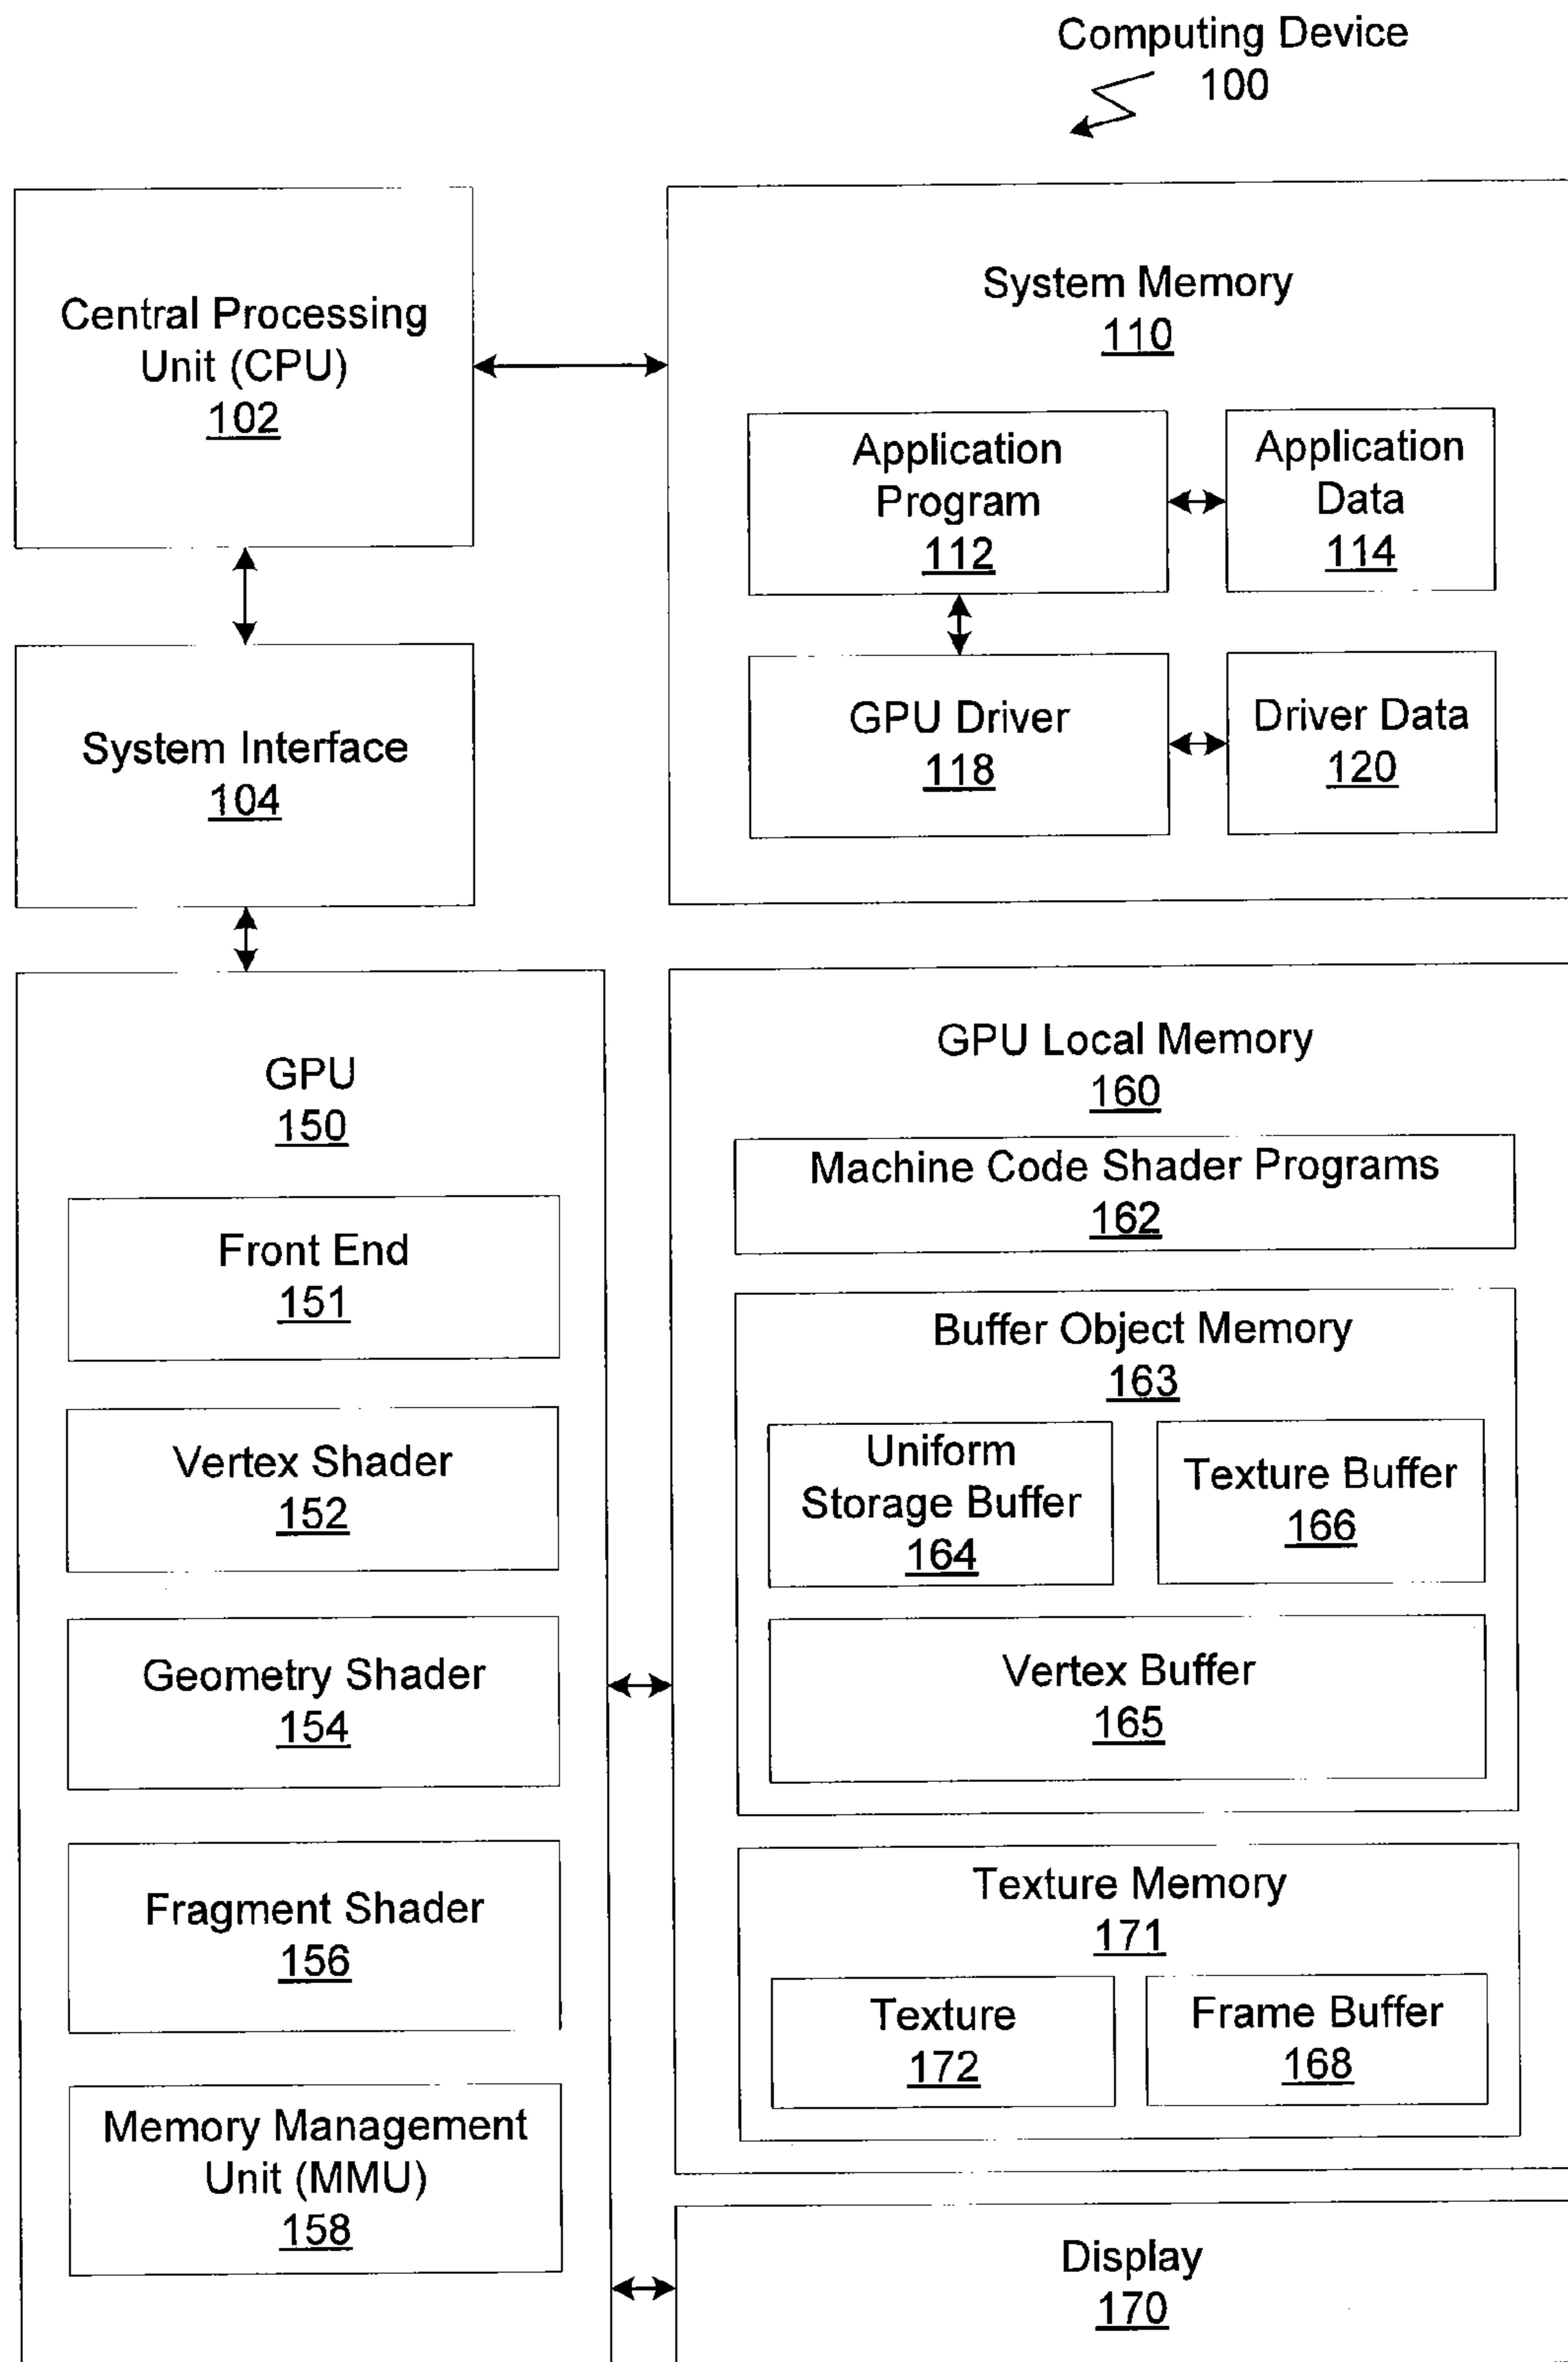 Computing Device
100
Central Processing
Unit (CPU)
102
System Memory
110
Application
Program
112
Application
Data
114
GPU Driver
118
Driver Data
120
System Interface
104
GPU
150
Front End
151
Vertex Shader
152
Geometry Shader
154
Fragment Shader
156
Memory Management
Unit (MMU)
158
GPU Local Memory
160
Machine Code Shader Programs
162
Buffer Object Memory
163
Uniform
Storage Buffer
164
Texture Buffer
166
Vertex Buffer
165
Texture Memory
171
Texture
172
Frame Buffer
168
Display
170